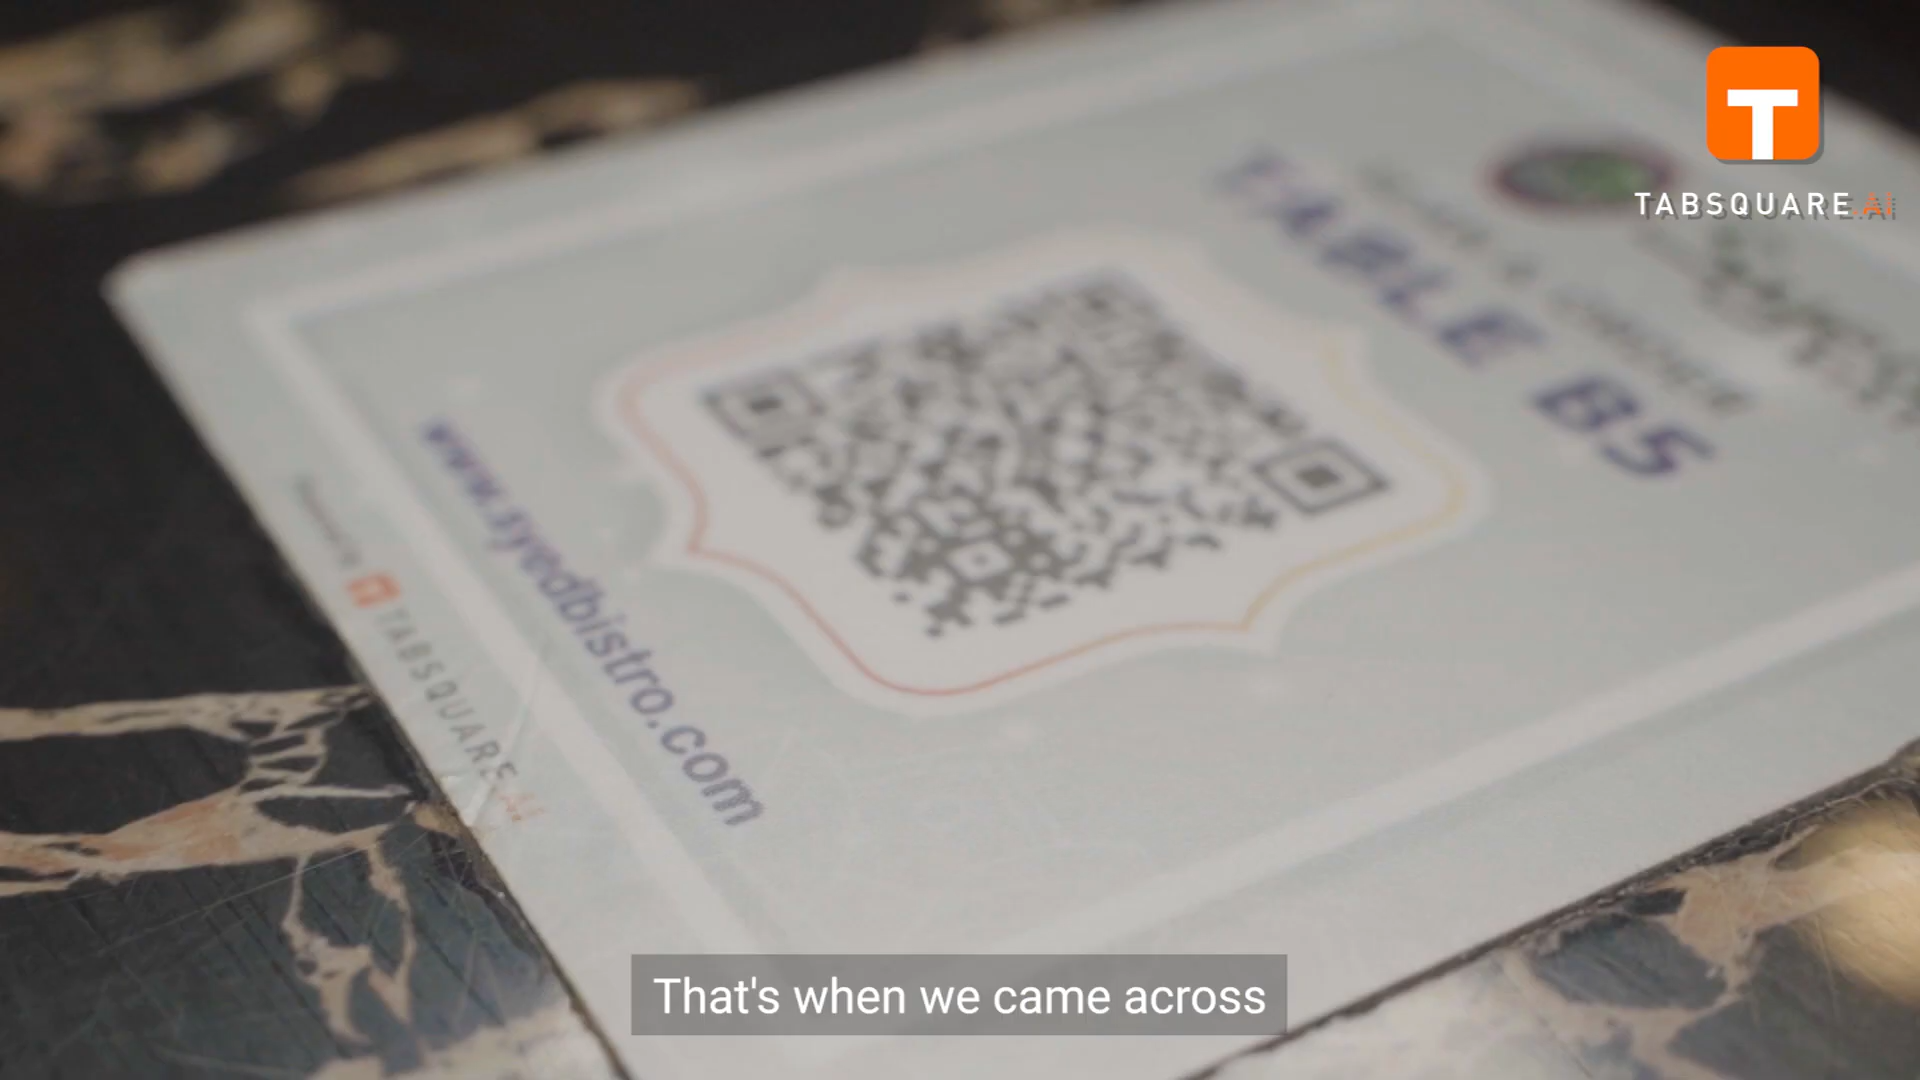 T
TABSQUARE.AI
TABLE B5
www.syedbistro.com
TABSQUARE.AI
That's when we came across